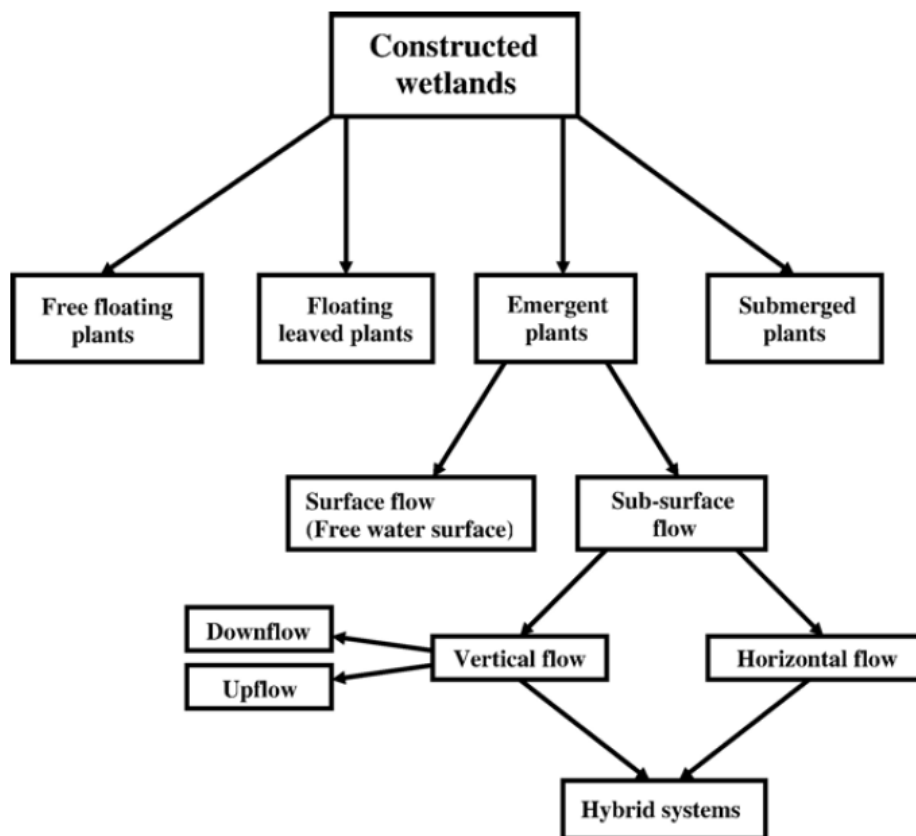 Constructed
wetlands
Free floating
plants
Floating
leaved plants
Emergent
plants
Submerged
plants
Surface flow
(Free water surface)
Sub-surface
flow
Downflow
Upflow
Vertical flow
Horizontal flow
Hybrid systems